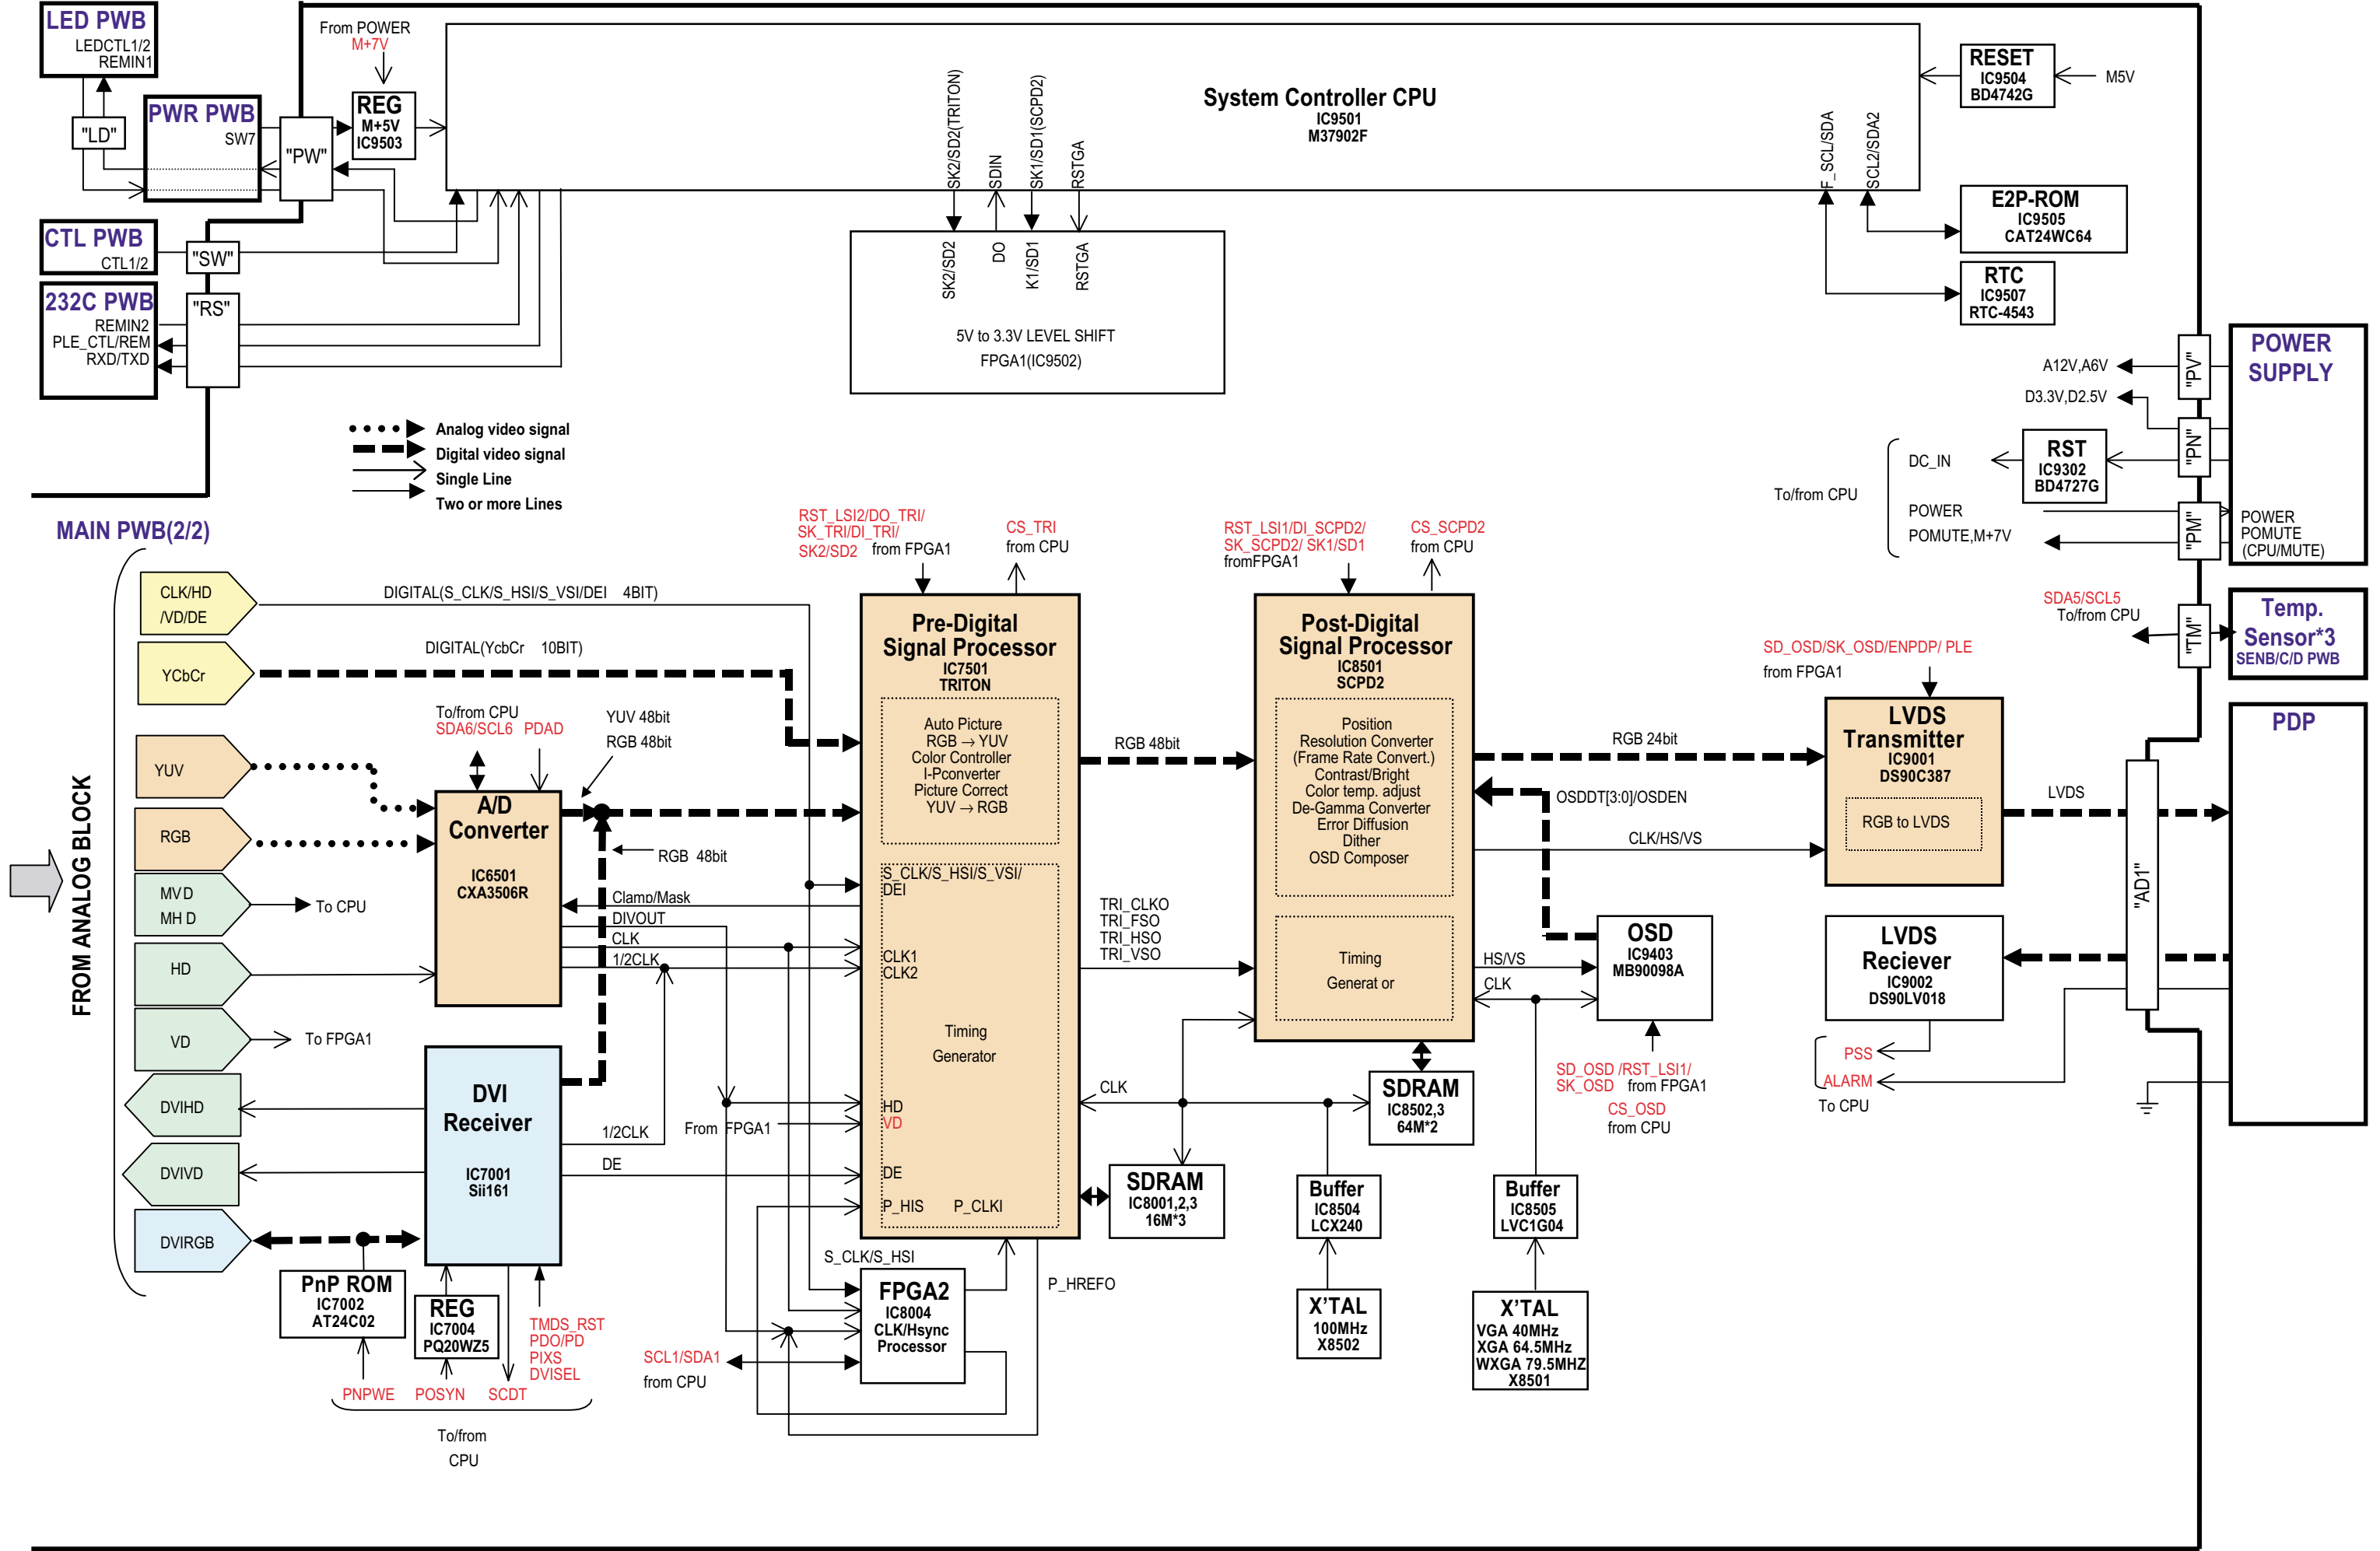 LED PWB
LEDCTL1/2
REMIN1
"LD"
PWR PWB
SW7
"PW"
From POWER
M+7V
REG
M+5V
IC9503
System Controller CPU
IC9501
M37902F
SK2/SD2(TRITON)
SDIN
SK1/SD1(SCPD2)
RSTGA
F_SCL/SDA
SCL2/SDA2
RESET
IC9504
BD4742G
M5V
E2P-ROM
IC9505
CAT24WC64
RTC
IC9507
RTC-4543
CTL PWB
CTL1/2
"SW"
232C PWB
REMIN2
PLE_CTL/REM
RXD/TXD
"RS"
SK2/SD2
DO
K1/SD1
RSTGA
5V to 3.3V LEVEL SHIFT
FPGA1(IC9502)
Analog video signal
Digital video signal
Single Line
Two or more Lines
POWER
SUPPLY
"PV"
A12V,A6V
D3.3V,D2.5V
"PN"
RST
IC9302
BD4727G
DC_IN
To/from CPU
POWER
POMUTE,M+7V
"PM"
POWER
POMUTE
(CPU/MUTE)
SDA5/SCL5
To/from CPU
"TM"
Temp.
Sensor*3
SENB/C/D PWB
MAIN PWB(2/2)
FROM ANALOG BLOCK
CLK/HD
/VD/DE
YCbCr
YUV
RGB
MV D
MH D
HD
VD
DVIHD
DVIVD
DVIRGB
DIGITAL(S_CLK/S_HSI/S_VSI/DEI 4BIT)
DIGITAL(YcbCr 10BIT)
To/from CPU
SDA6/SCL6 PDAD
YUV 48bit
RGB 48bit
A/D
Converter
IC6501
CXA3506R
RGB 48bit
To CPU
To FPGA1
Clamp/Mask
DIVOUT
CLK
1/2CLK
DVI
Receiver
IC7001
Sii161
1/2CLK
DE
From FPGA1
PnP ROM
IC7002
AT24C02
REG
IC7004
PQ20WZ5
TMDS_RST
PDO/PD
PIXS
DVISEL
PNPWE
POSYN
SCDT
To/from
CPU
RST_LSI2/DO_TRI/
SK_TRI/DI_TRI/
SK2/SD2 from FPGA1
CS_TRI
from CPU
Pre-Digital
Signal Processor
IC7501
TRITON
Auto Picture
RGB → YUV
Color Controller
I-Pconverter
Picture Correct
YUV → RGB
S_CLK/S_HSI/S_VSI/
DEI
CLK1
CLK2
Timing
Generator
HD
VD
DE
P_HIS P_CLKI
S_CLK/S_HSI
FPGA2
IC8004
CLK/Hsync
Processor
P_HREFO
SCL1/SDA1
from CPU
RGB 48bit
TRI_CLKO
TRI_FSO
TRI_HSO
TRI_VSO
CLK
SDRAM
IC8001,2,3
16M*3
RST_LSI1/DI_SCPD2/
SK_SCPD2/ SK1/SD1
fromFPGA1
CS_SCPD2
from CPU
Post-Digital
Signal Processor
IC8501
SCPD2
Position
Resolution Converter
(Frame Rate Convert.)
Contrast/Bright
Color temp. adjust
De-Gamma Converter
Error Diffusion
Dither
OSD Composer
Timing
Generat or
SDRAM
IC8502,3
64M*2
Buffer
IC8504
LCX240
X'TAL
100MHz
X8502
Buffer
IC8505
LVC1G04
X'TAL
VGA 40MHz
XGA 64.5MHz
WXGA 79.5MHZ
X8501
RGB 24bit
OSDDT[3:0]/OSDEN
CLK/HS/VS
HS/VS
CLK
OSD
IC9403
MB90098A
SD_OSD /RST_LSI1/
SK_OSD from FPGA1
CS_OSD
from CPU
SD_OSD/SK_OSD/ENPDP/ PLE
from FPGA1
LVDS
Transmitter
IC9001
DS90C387
RGB to LVDS
LVDS
"AD1"
PDP
LVDS
Reciever
IC9002
DS90LV018
PSS
ALARM
To CPU